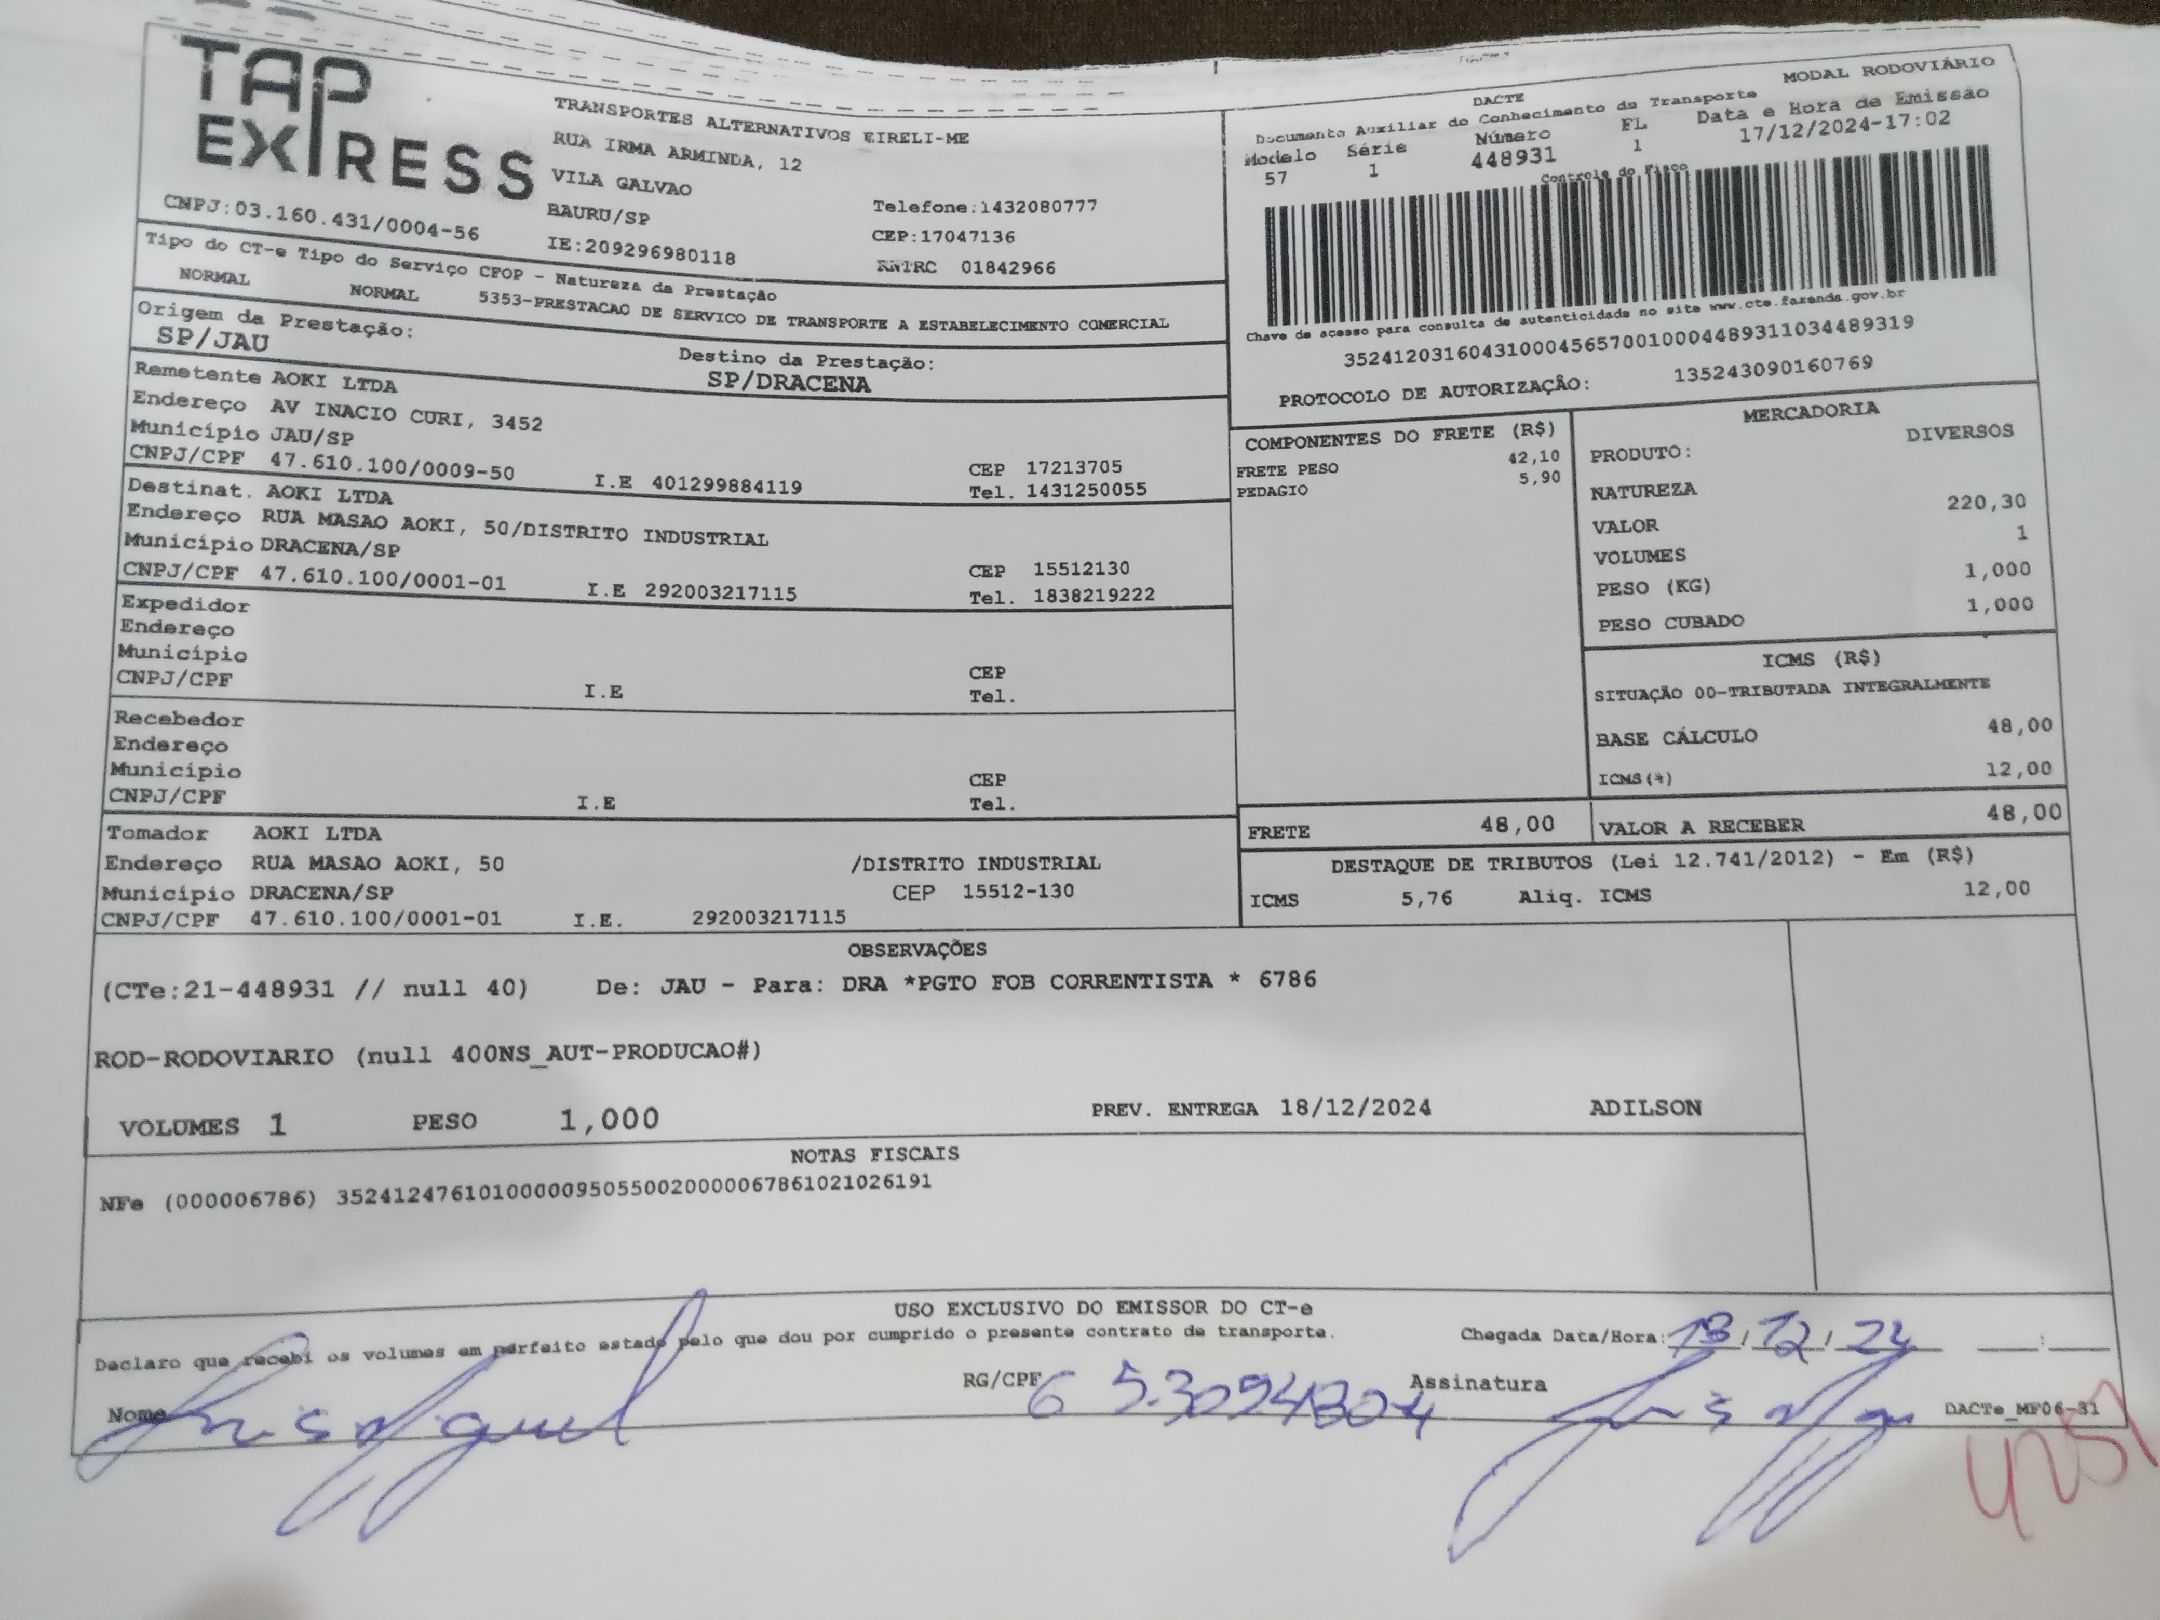 TAP
EXPRESS
CNPJ:03.160.431/0004-56
TRANSPORTES ALTERNATIVOS EIRELI-ME
RUA IRMA ARMINDA, 12
VILA GALVAO
BAURU/SP
IE:209296980118
Telefone:1432080777
CEP:17047136
RNTRC 01842966
MODAL RODOVIÁRIO
DACTE
Documento Auxiliar do Conhecimento de Transporte
Modelo Série Número FL Data e Hora de Emissão
57 1 448931 1 17/12/2024-17:02
Controle do Fisco
Chave de acesso para consulta de autenticidade no site www.cte.fazenda.gov.br
35241203160431000456570010004489311034489319
PROTOCOLO DE AUTORIZAÇÃO: 135243090160769
Tipo do CT-e Tipo do Serviço CFOP - Natureza da Prestação
NORMAL NORMAL 5353-PRESTACAO DE SERVICO DE TRANSPORTE A ESTABELECIMENTO COMERCIAL
Origem da Prestação: Destino da Prestação:
SP/JAU SP/DRACENA
Remetente AOKI LTDA
Endereço AV INACIO CURI, 3452
Município JAU/SP CEP 17213705
CNPJ/CPF 47.610.100/0009-50 I.E 401299884119 Tel. 1431250055
Destinat. AOKI LTDA
Endereço RUA MASAO AOKI, 50/DISTRITO INDUSTRIAL
Município DRACENA/SP CEP 15512130
CNPJ/CPF 47.610.100/0001-01 I.E 292003217115 Tel. 1838219222
Expedidor
Endereço
Município CEP
CNPJ/CPF I.E Tel.
Recebedor
Endereço
Município CEP
CNPJ/CPF I.E Tel.
Tomador AOKI LTDA
Endereço RUA MASAO AOKI, 50 /DISTRITO INDUSTRIAL
Município DRACENA/SP CEP 15512-130
CNPJ/CPF 47.610.100/0001-01 I.E. 292003217115
COMPONENTES DO FRETE (R$)
FRETE PESO 42,10
PEDAGIO 5,90
MERCADORIA
PRODUTO: DIVERSOS
NATUREZA
VALOR 220,30
VOLUMES 1
PESO (KG) 1,000
PESO CUBADO 1,000
ICMS (R$)
SITUAÇÃO 00-TRIBUTADA INTEGRALMENTE
BASE CÁLCULO 48,00
ICMS(%) 12,00
FRETE 48,00 VALOR A RECEBER 48,00
DESTAQUE DE TRIBUTOS (Lei 12.741/2012) - Em (R$)
ICMS 5,76 Aliq. ICMS 12,00
OBSERVAÇÕES
(CTe:21-448931 // null 40) De: JAU - Para: DRA *PGTO FOB CORRENTISTA * 6786
ROD-RODOVIARIO (null 400NS_AUT-PRODUCAO#)
VOLUMES 1 PESO 1,000 PREV. ENTREGA 18/12/2024 ADILSON
NOTAS FISCAIS
NFe (000006786) 35241247610100000950550020000067861021026191
USO EXCLUSIVO DO EMISSOR DO CT-e
Declaro que recebi os volumes em perfeito estado pelo que dou por cumprido o presente contrato de transporte. Chegada Data/Hora: 18/12/24 :
Nome RG/CPF Assinatura
DACTe_MF06-31